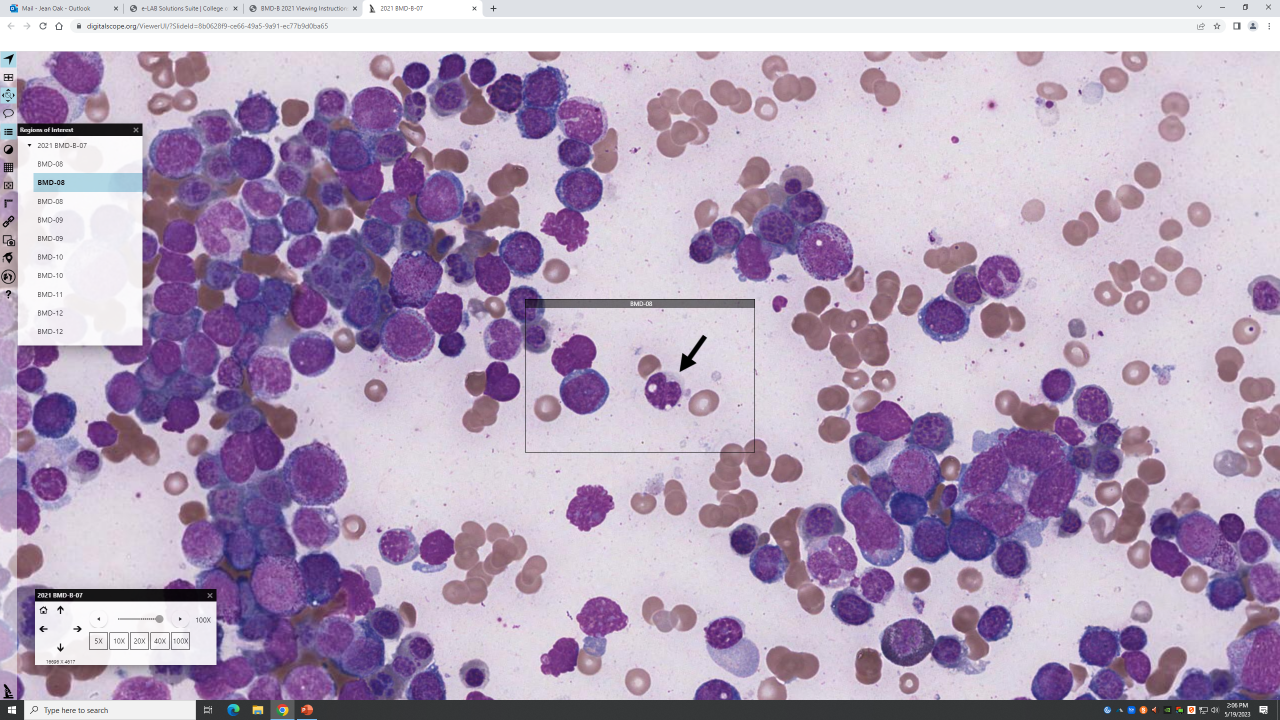 Mail - Jean Oak - Outlook
e-LAB Solutions Suite | College o
BMD-B 2021 Viewing Instruction
2021 BMD-B-07
digitalscope.org/ViewerUI/?SlideId=8b0628f9-ce66-49a5-9a91-ec77b9d0ba65
Regions of Interest
2021 BMD-B-07
BMD-08
BMD-08
BMD-08
BMD-09
BMD-09
BMD-10
BMD-10
BMD-11
BMD-12
BMD-12
BMD-08
2021 BMD-B-07
100X
5X 10X 20X 40X 100X
16696 X 4617
Type here to search
2:06 PM
5/19/2023